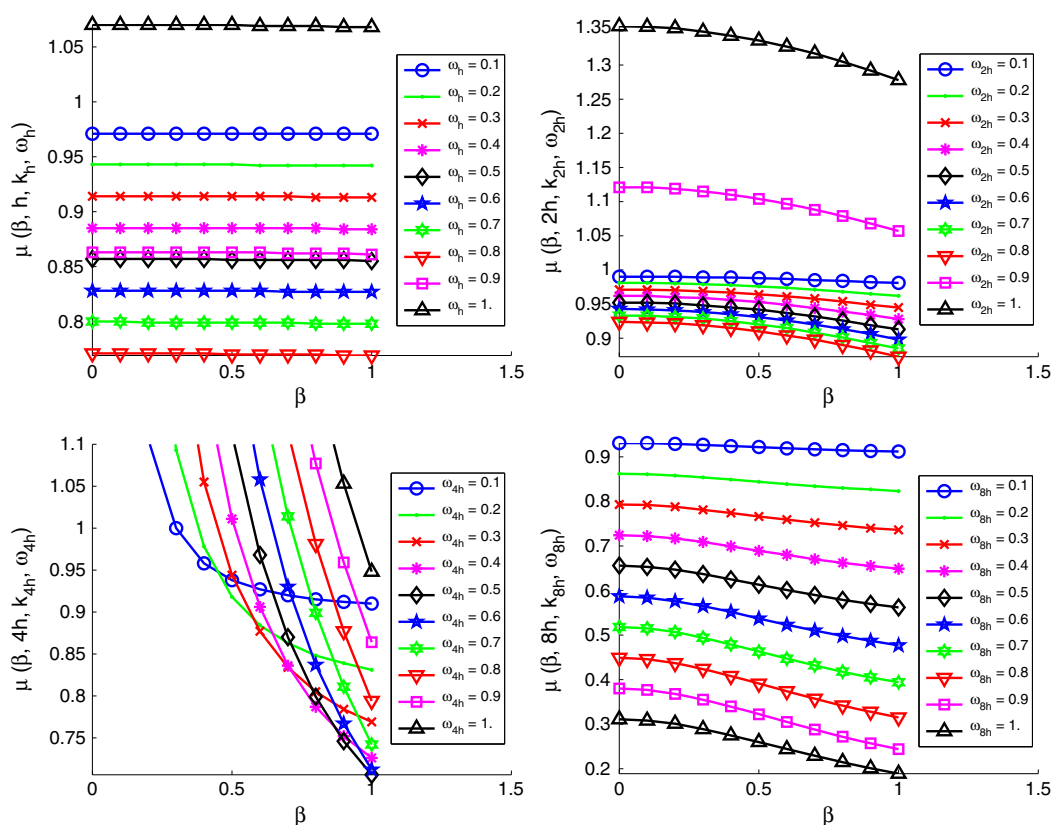 1.05
1
0.95
0.9
0.85
0.8
0
0.5
1
1.5
β
μ (β, h, k_h, ω_h)
ω_h = 0.1
ω_h = 0.2
ω_h = 0.3
ω_h = 0.4
ω_h = 0.5
ω_h = 0.6
ω_h = 0.7
ω_h = 0.8
ω_h = 0.9
ω_h = 1.
1.35
1.3
1.25
1.2
1.15
1.1
1.05
1
0.95
0.9
0
0.5
1
1.5
β
μ (β, 2h, k_2h, ω_2h)
ω_2h = 0.1
ω_2h = 0.2
ω_2h = 0.3
ω_2h = 0.4
ω_2h = 0.5
ω_2h = 0.6
ω_2h = 0.7
ω_2h = 0.8
ω_2h = 0.9
ω_2h = 1.
1.1
1.05
1
0.95
0.9
0.85
0.8
0.75
0
0.5
1
1.5
β
μ (β, 4h, k_4h, ω_4h)
ω_4h = 0.1
ω_4h = 0.2
ω_4h = 0.3
ω_4h = 0.4
ω_4h = 0.5
ω_4h = 0.6
ω_4h = 0.7
ω_4h = 0.8
ω_4h = 0.9
ω_4h = 1.
0.9
0.8
0.7
0.6
0.5
0.4
0.3
0.2
0
0.5
1
1.5
β
μ (β, 8h, k_8h, ω_8h)
ω_8h = 0.1
ω_8h = 0.2
ω_8h = 0.3
ω_8h = 0.4
ω_8h = 0.5
ω_8h = 0.6
ω_8h = 0.7
ω_8h = 0.8
ω_8h = 0.9
ω_8h = 1.